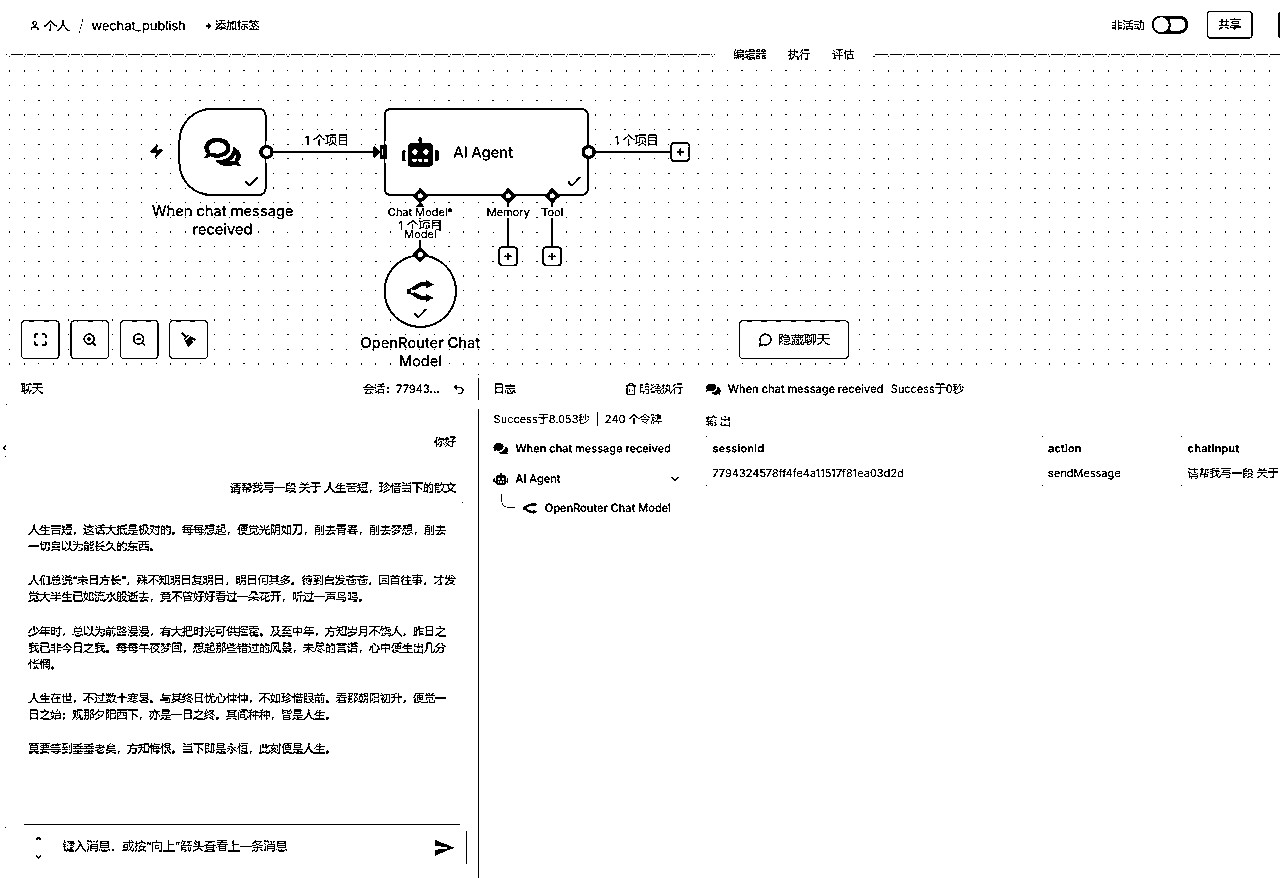 个人 / wechat_publish + 添加标签
非活动 共享
编辑器 执行 评估
1 个项目
AI Agent
1 个项目
When chat message
received
Chat Model*
Memory
Tool
1 个项目
Model
OpenRouter Chat
Model
隐藏聊天
聊天
会话: 77943...
你好
请帮我写一段 关于 人生苦短，珍惜当下的散文
人生苦短，这话大抵是极对的。每每想起，便觉光阴如刀，削去青春，削去梦想，削去
一切自以为能长久的东西。
人们总说“来日方长”，殊不知明日复明日，明日何其多。待到白发苍苍，回首往事，才发
觉大半生已如流水般逝去，竟不曾好好看过一朵花开，听过一声鸟鸣。
少年时，总以为前路漫漫，有大把时光可供挥霍。及至中年，方知岁月不饶人，昨日之
我已非今日之我。每每午夜梦回，想起那些错过的风景，未尽的言语，心中便生出几分
怅惘。
人生在世，不过数十寒暑。与其终日忧心忡忡，不如珍惜眼前。看那朝阳初升，便觉一
日之始；观那夕阳西下，亦是一日之终。其间种种，皆是人生。
莫要等到垂垂老矣，方知悔恨。当下即是永恒，此刻便是人生。
键入消息，或按“向上”箭头查看上一条消息
日志
清除执行
Success于8.053秒 | 240 个令牌
When chat message received
AI Agent
OpenRouter Chat Model
When chat message received Success于0秒
输出
sessionId action chatInput
7794324578ff4fe4a11517f81ea03d2d sendMessage 请帮我写一段 关于